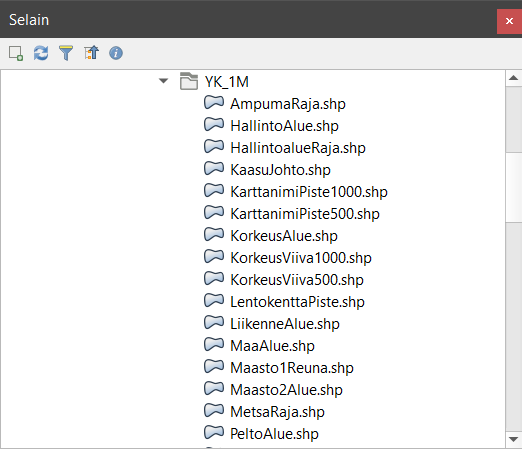 Selain
YK_1M
AmpumaRaja.shp
HallintoAlue.shp
HallintoalueRaja.shp
KaasuJohto.shp
KarttanimiPiste1000.shp
KarttanimiPiste500.shp
KorkeusAlue.shp
KorkeusViiva1000.shp
KorkeusViiva500.shp
LentokenttaPiste.shp
LiikenneAlue.shp
MaaAlue.shp
Maasto1Reuna.shp
Maasto2Alue.shp
MetsaRaja.shp
PeltoAlue.shp